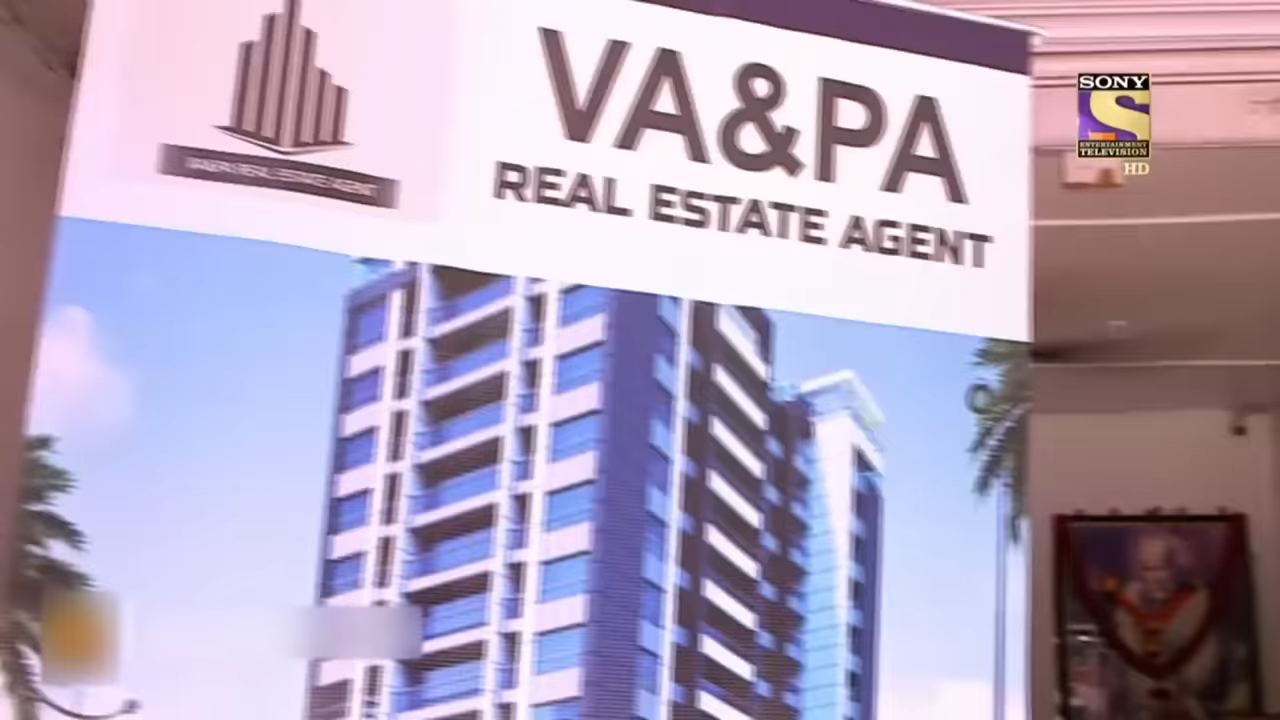 VA&PA
REAL ESTATE AGENT
SONY
ENTERTAINMENT
TELEVISION
HD